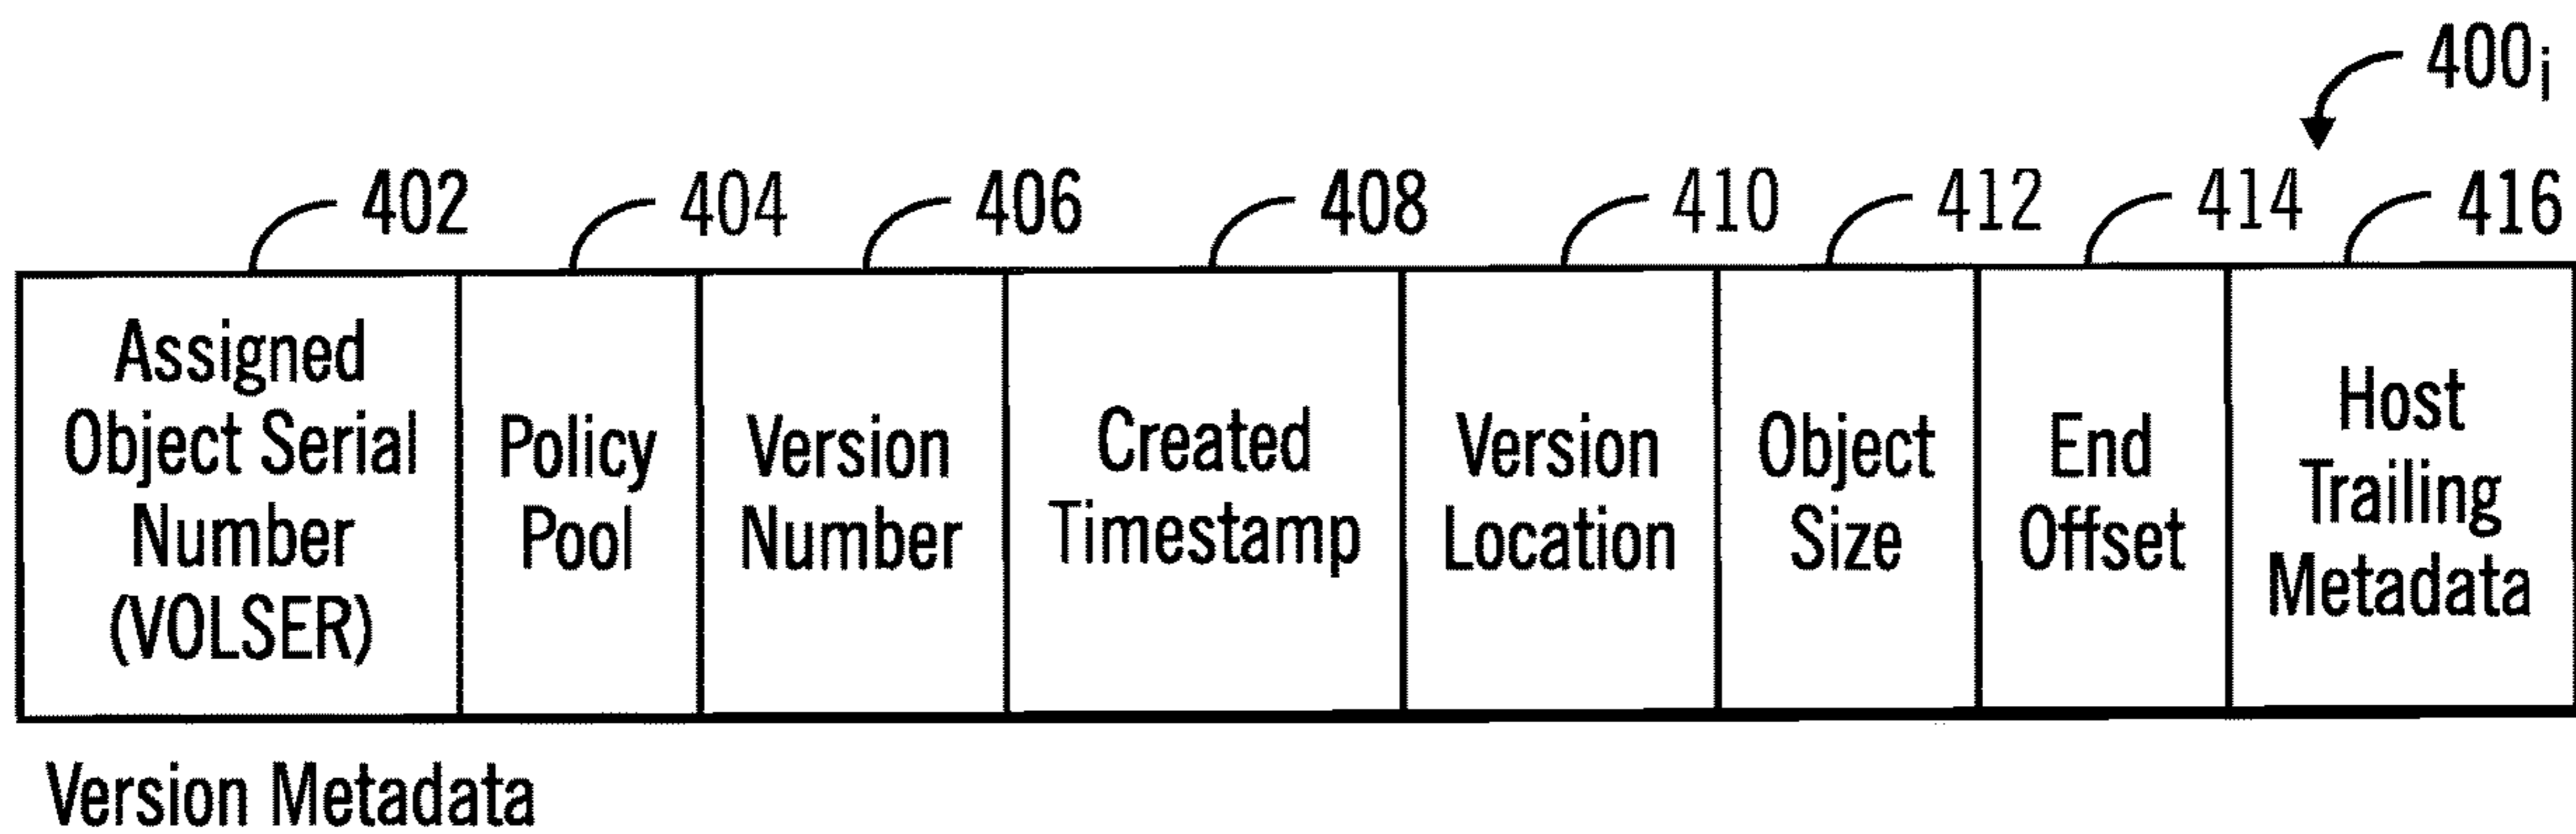 400i
402 404 406 408 410 412 414 416
Assigned
Object Serial
Number
(VOLSER)
Policy
Pool
Version
Number
Created
Timestamp
Version
Location
Object
Size
End
Offset
Host
Trailing
Metadata
Version Metadata